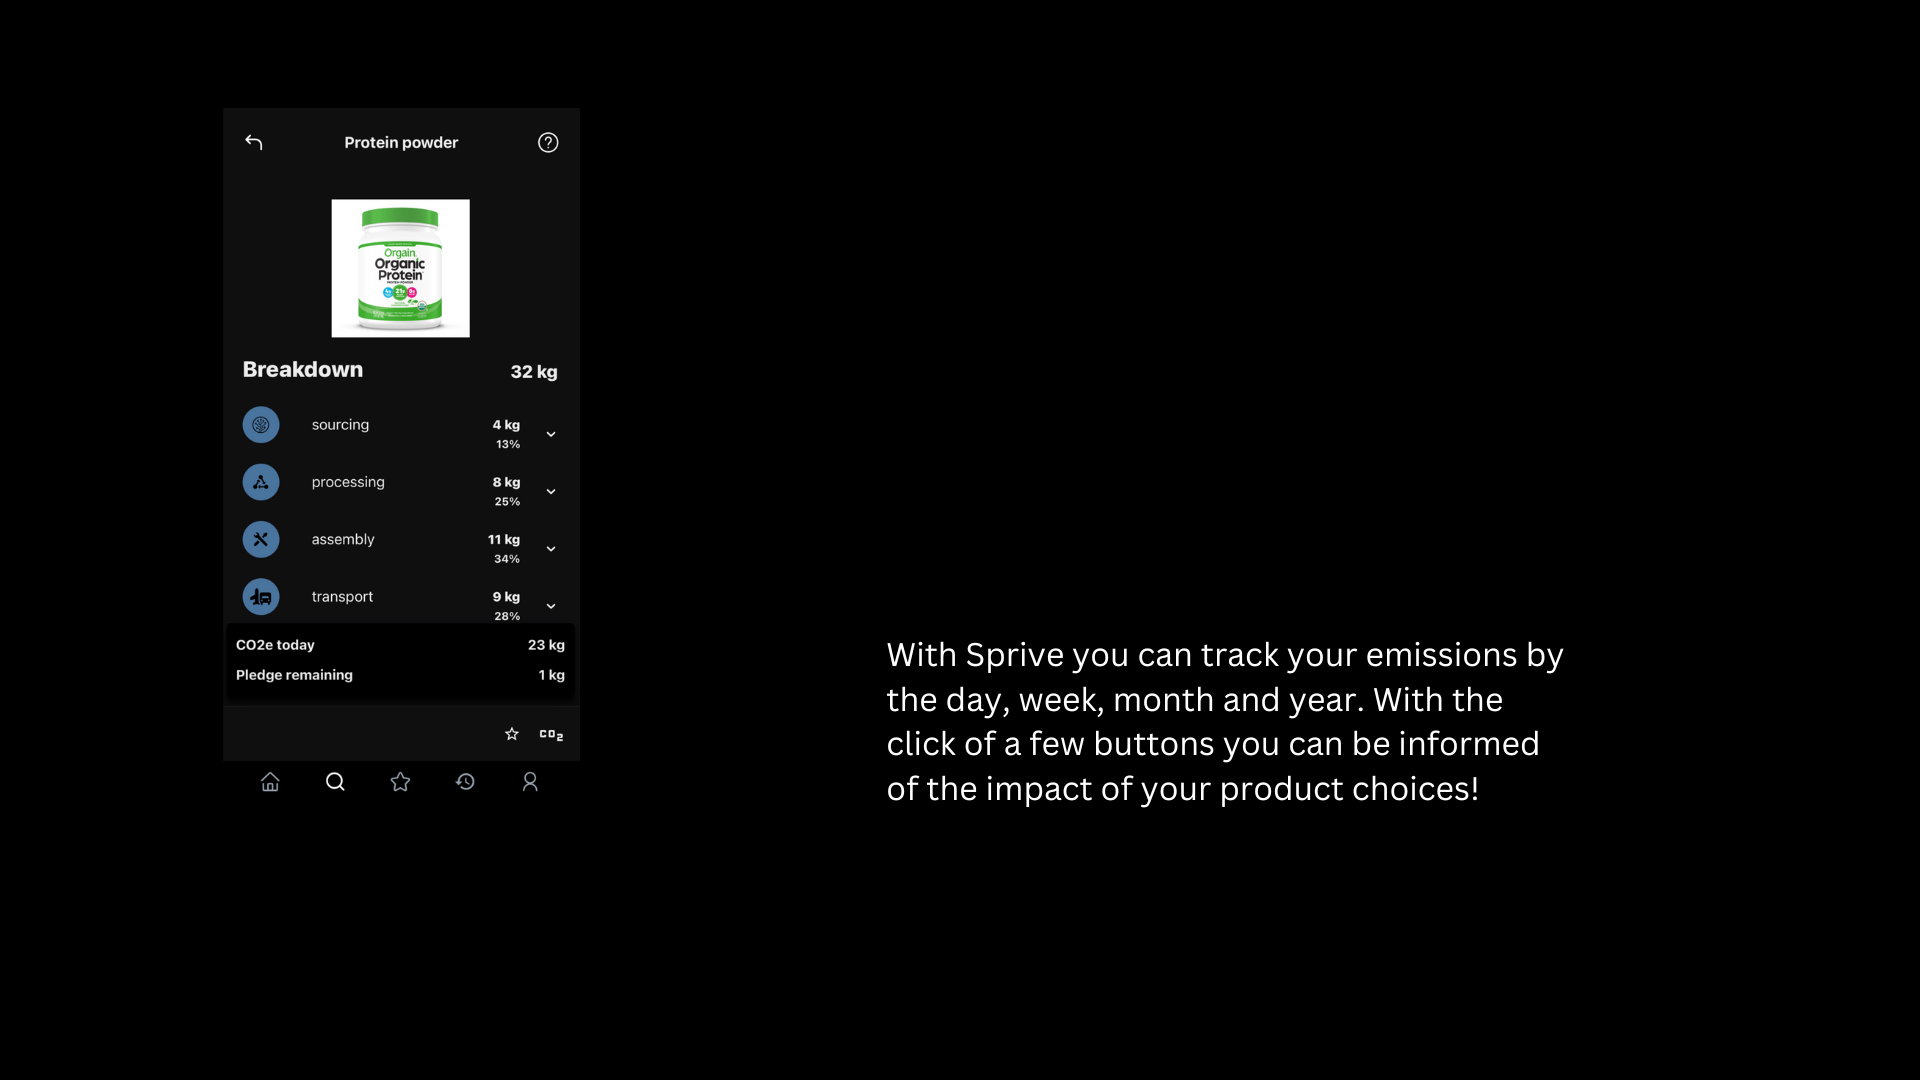 Protein powder
Orgain
Organic
Protein
21g
Breakdown
32 kg
sourcing
4 kg
13%
processing
8 kg
25%
assembly
11 kg
34%
transport
9 kg
28%
CO2e today
23 kg
Pledge remaining
1 kg
CO2
With Sprive you can track your emissions by
the day, week, month and year. With the
click of a few buttons you can be informed
of the impact of your product choices!